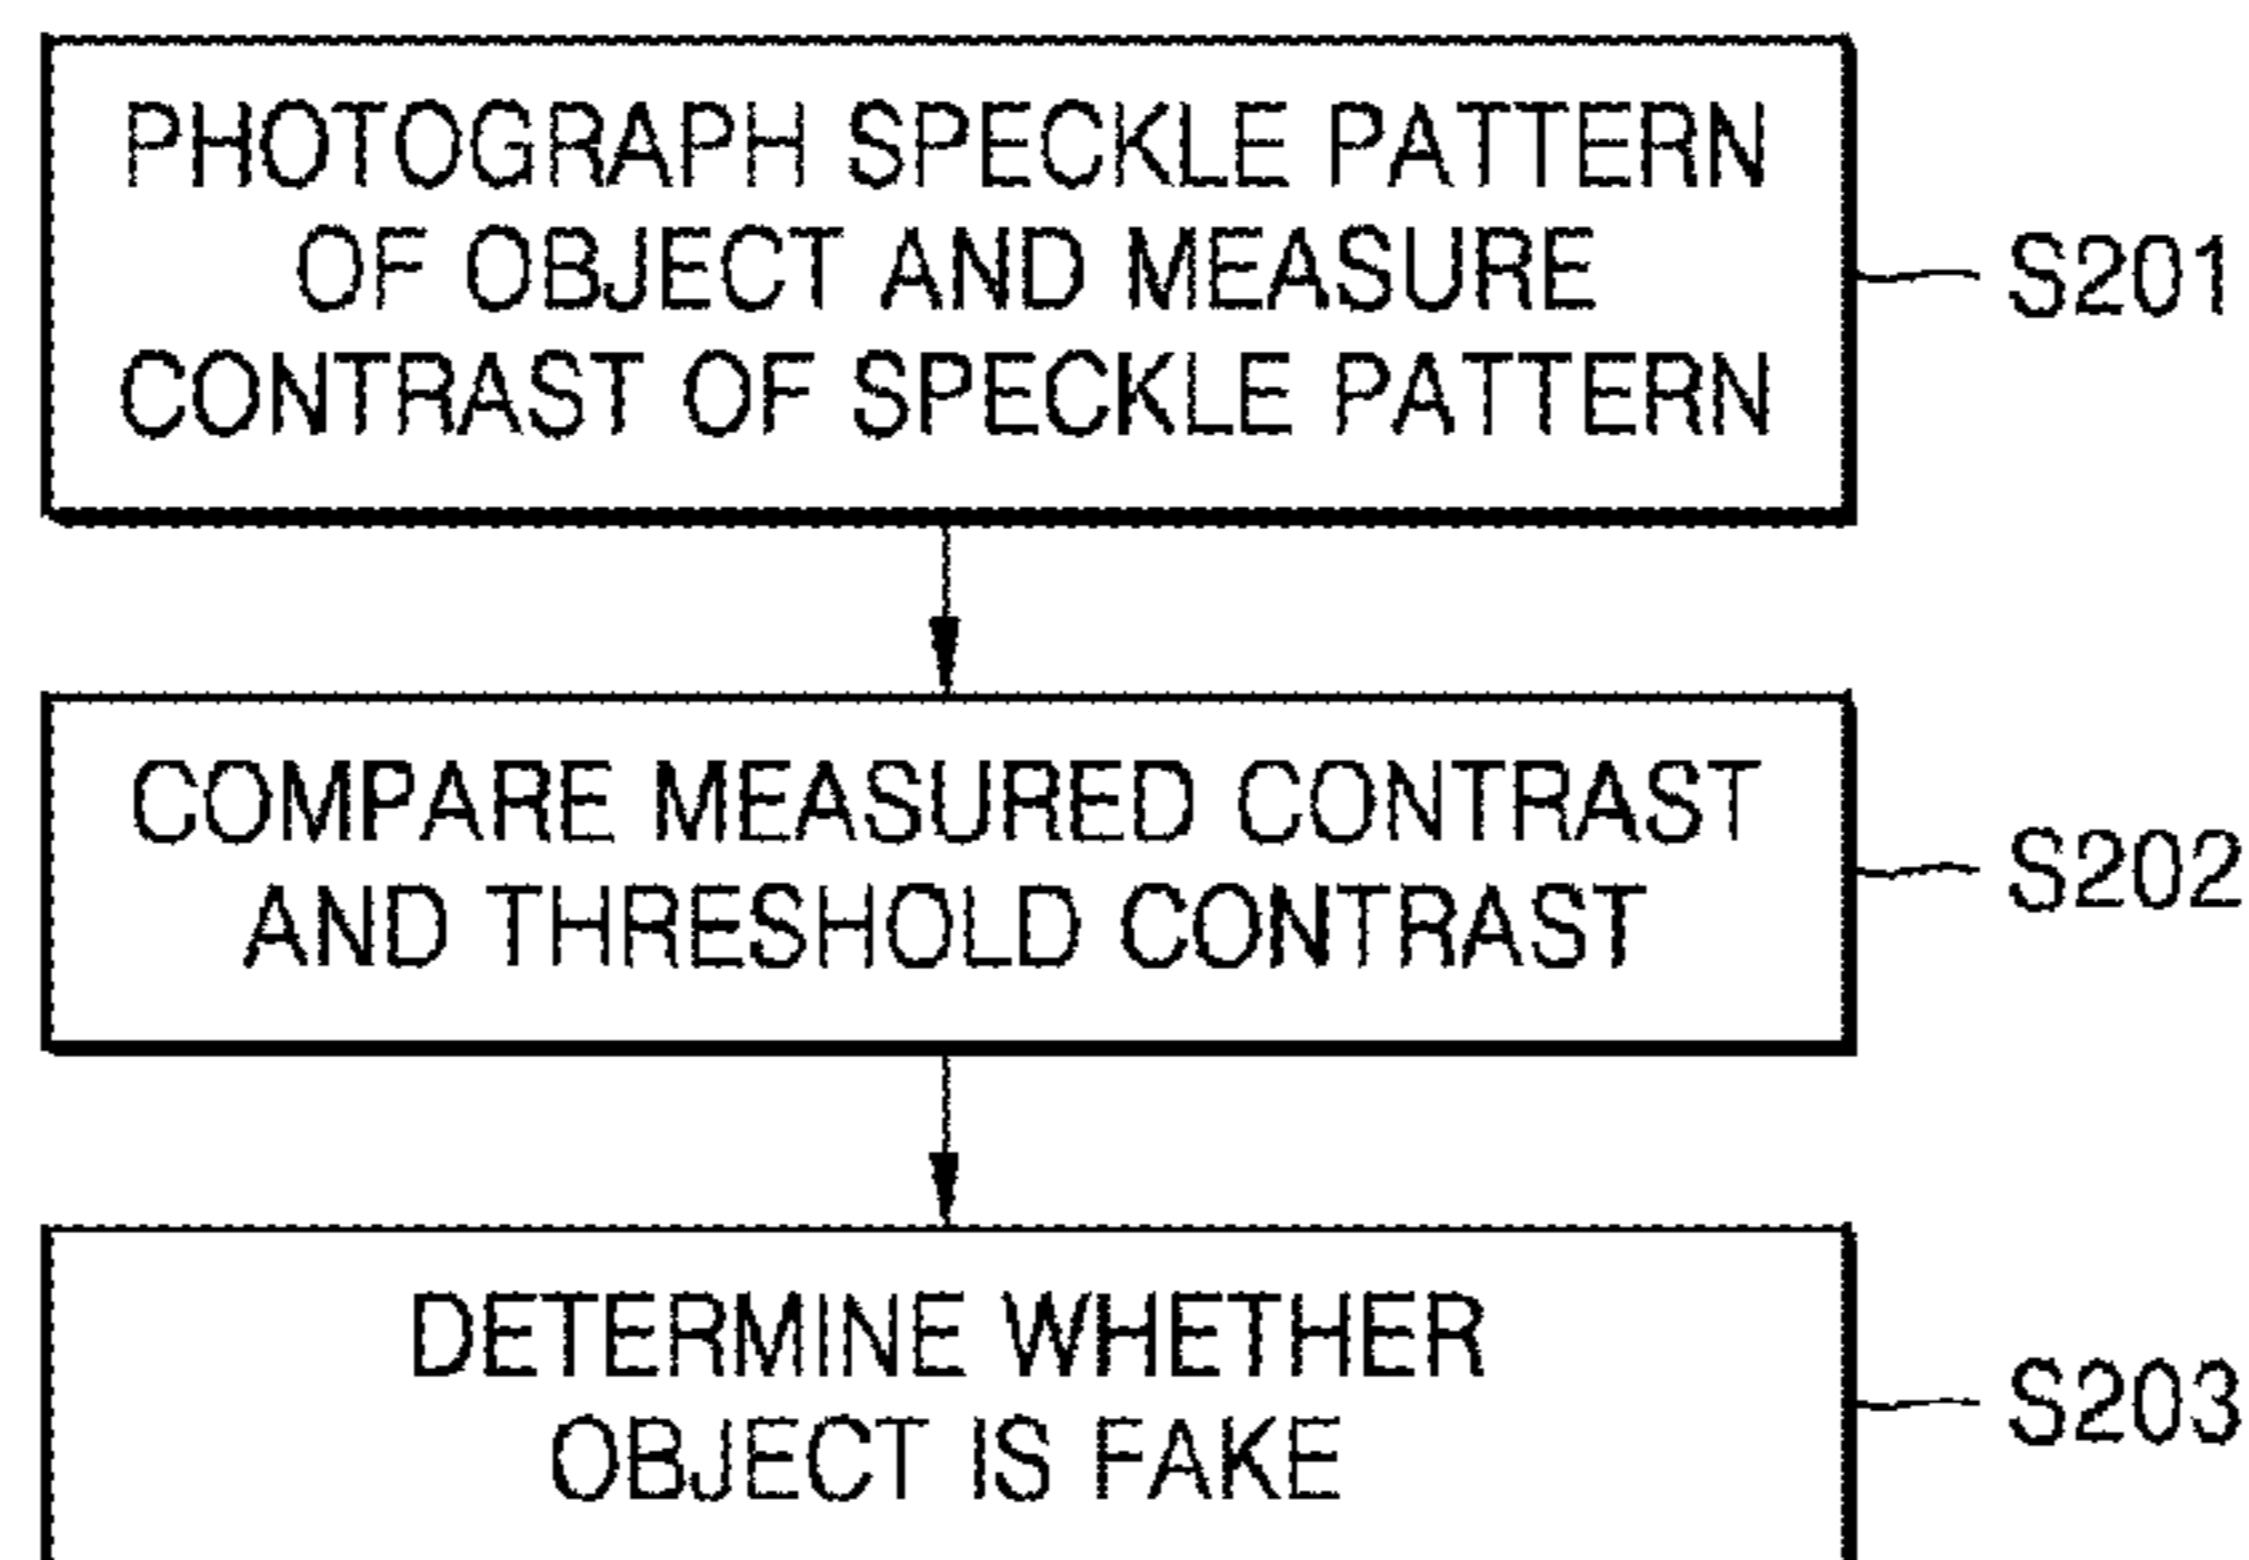 PHOTOGRAPH SPECKLE PATTERN
OF OBJECT AND MEASURE
CONTRAST OF SPECKLE PATTERN
S201
COMPARE MEASURED CONTRAST
AND THRESHOLD CONTRAST
S202
DETERMINE WHETHER
OBJECT IS FAKE
S203